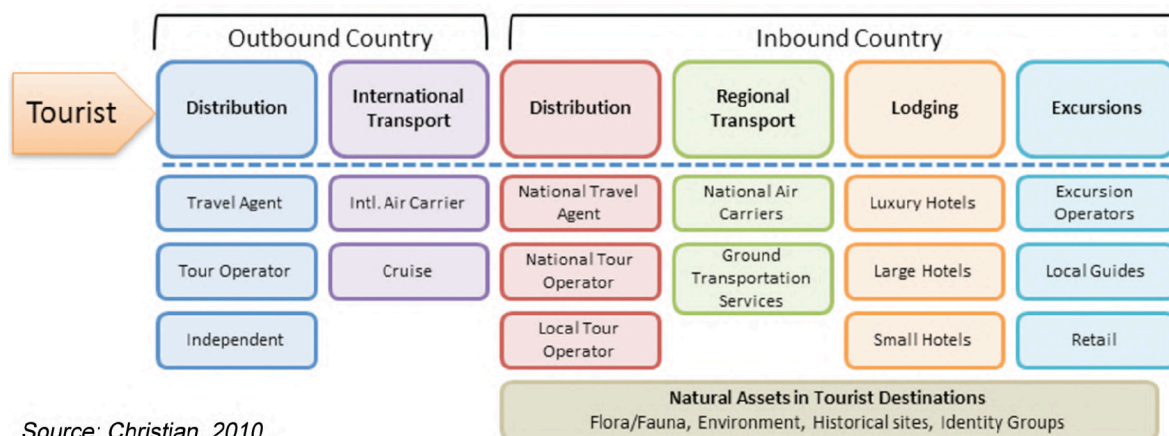 Outbound Country
Inbound Country
Tourist
Distribution
International
Transport
Distribution
Regional
Transport
Lodging
Excursions
Travel Agent
Intl. Air Carrier
National Travel
Agent
National Air
Carriers
Luxury Hotels
Excursion
Operators
Tour Operator
Cruise
National Tour
Operator
Ground
Transportation
Services
Large Hotels
Local Guides
Independent
Local Tour
Operator
Small Hotels
Retail
Natural Assets in Tourist Destinations
Flora/Fauna, Environment, Historical sites, Identity Groups
Source: Christian, 2010